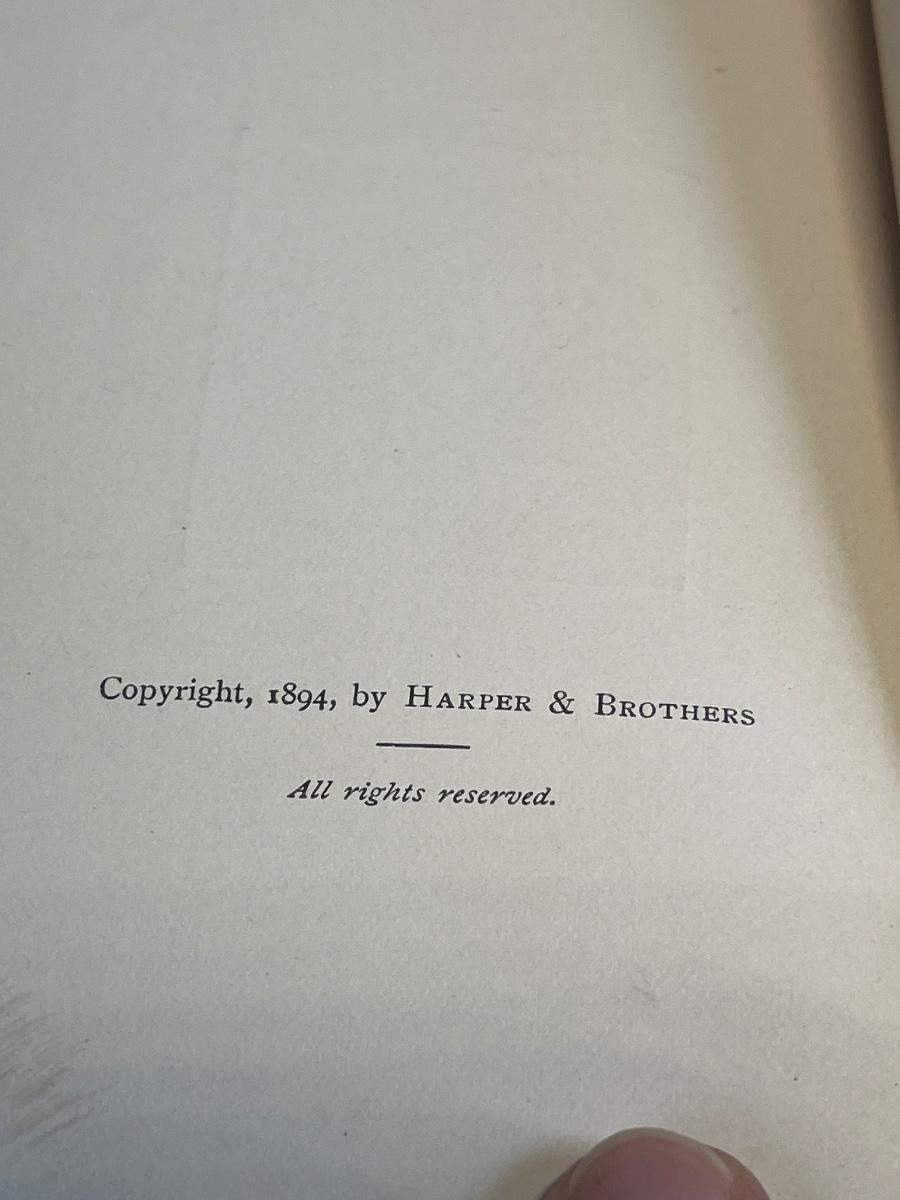 Copyright, 1894, by HARPER & BROTHERS
All rights reserved.